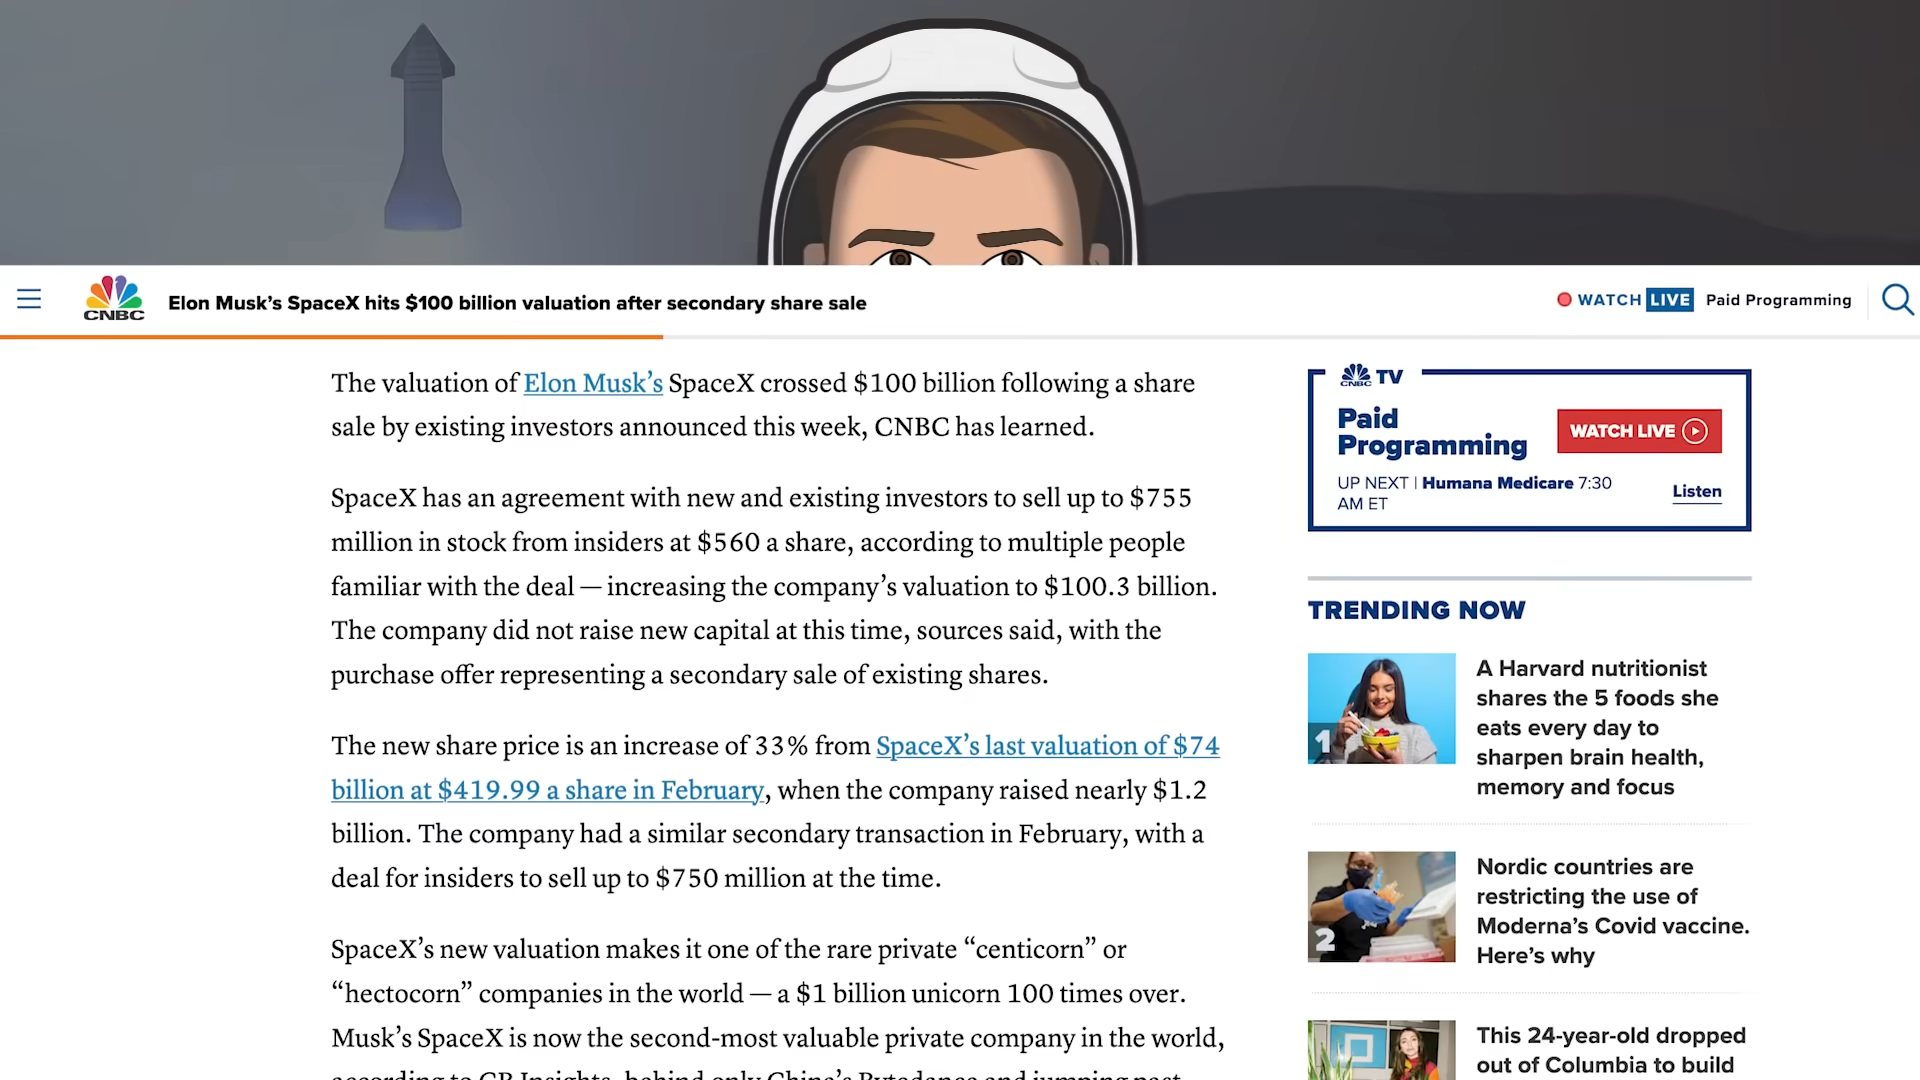 CNBC
Elon Musk’s SpaceX hits $100 billion valuation after secondary share sale
WATCH LIVE Paid Programming
The valuation of Elon Musk’s SpaceX crossed $100 billion following a share
sale by existing investors announced this week, CNBC has learned.
SpaceX has an agreement with new and existing investors to sell up to $755
million in stock from insiders at $560 a share, according to multiple people
familiar with the deal — increasing the company’s valuation to $100.3 billion.
The company did not raise new capital at this time, sources said, with the
purchase offer representing a secondary sale of existing shares.
The new share price is an increase of 33% from SpaceX’s last valuation of $74
billion at $419.99 a share in February, when the company raised nearly $1.2
billion. The company had a similar secondary transaction in February, with a
deal for insiders to sell up to $750 million at the time.
SpaceX’s new valuation makes it one of the rare private “centicorn” or
“hectocorn” companies in the world — a $1 billion unicorn 100 times over.
Musk’s SpaceX is now the second-most valuable private company in the world,
according to CB Insights, behind only China’s Bytedance and jumping past
CNBC TV
Paid
Programming
WATCH LIVE
UP NEXT | Humana Medicare 7:30
AM ET
Listen
TRENDING NOW
1
A Harvard nutritionist
shares the 5 foods she
eats every day to
sharpen brain health,
memory and focus
2
Nordic countries are
restricting the use of
Moderna’s Covid vaccine.
Here’s why
This 24-year-old dropped
out of Columbia to build